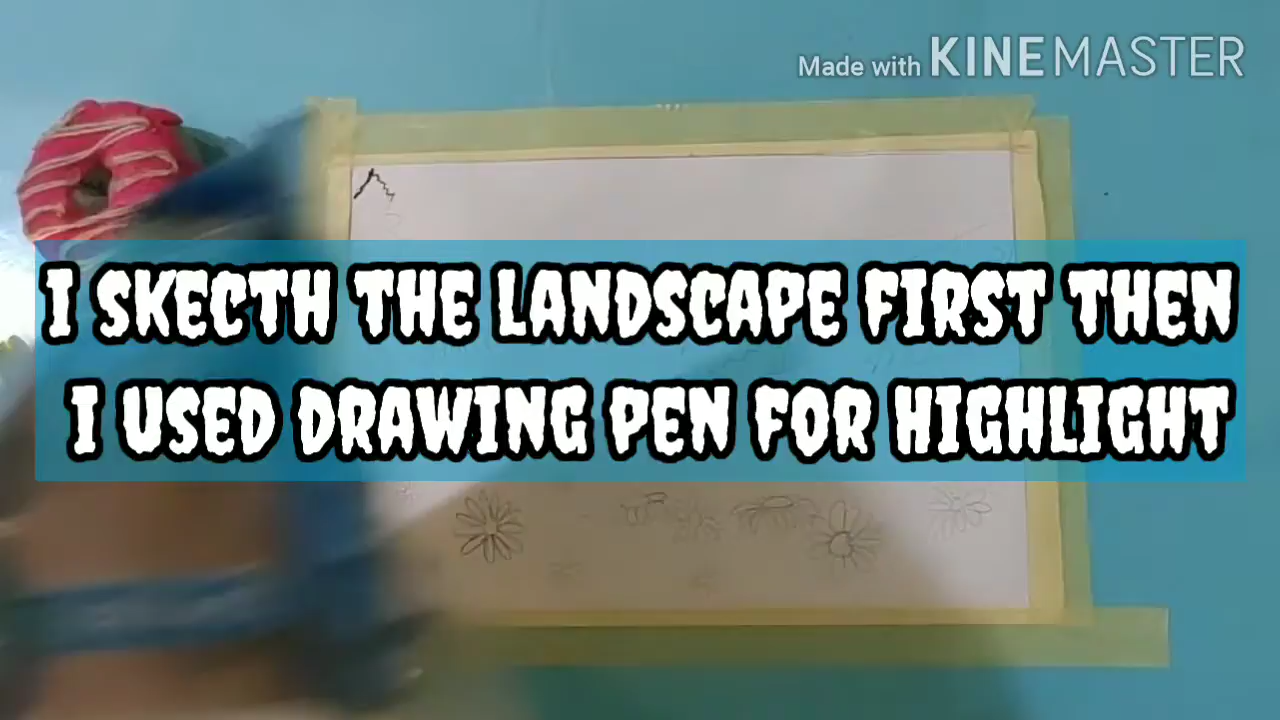 Made with KINEMASTER
I SKECTH THE LANDSCAPE FIRST THEN
I USED DRAWING PEN FOR HIGHLIGHT